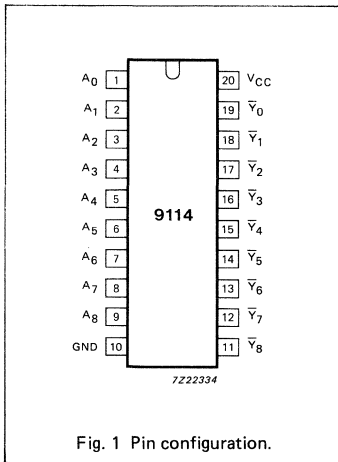 A0 1 20 VCC
A1 2 19 Y̅0
A2 3 18 Y̅1
A3 4 17 Y̅2
A4 5 16 Y̅3
9114
A5 6 15 Y̅4
A6 7 14 Y̅5
A7 8 13 Y̅6
A8 9 12 Y̅7
GND 10 11 Y̅8
7Z22334
Fig. 1 Pin configuration.